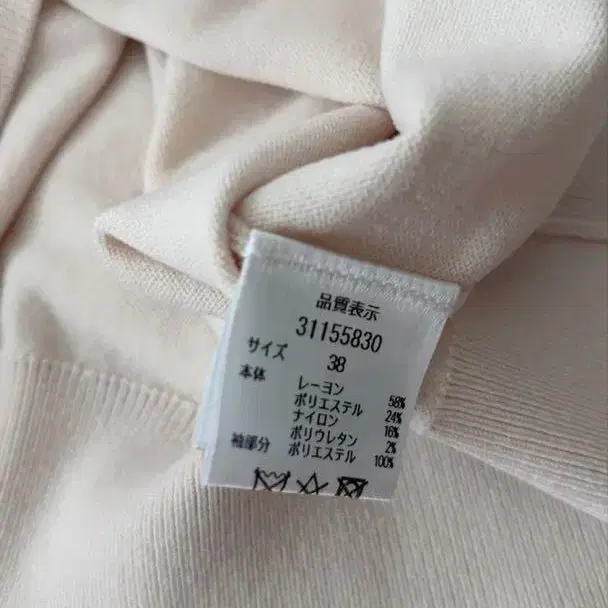 品質表示
31155830
サイズ 38
本体 レーヨン 58%
ポリエステル 24%
ナイロン 16%
ポリウレタン 2%
袖部分 ポリエステル 100%